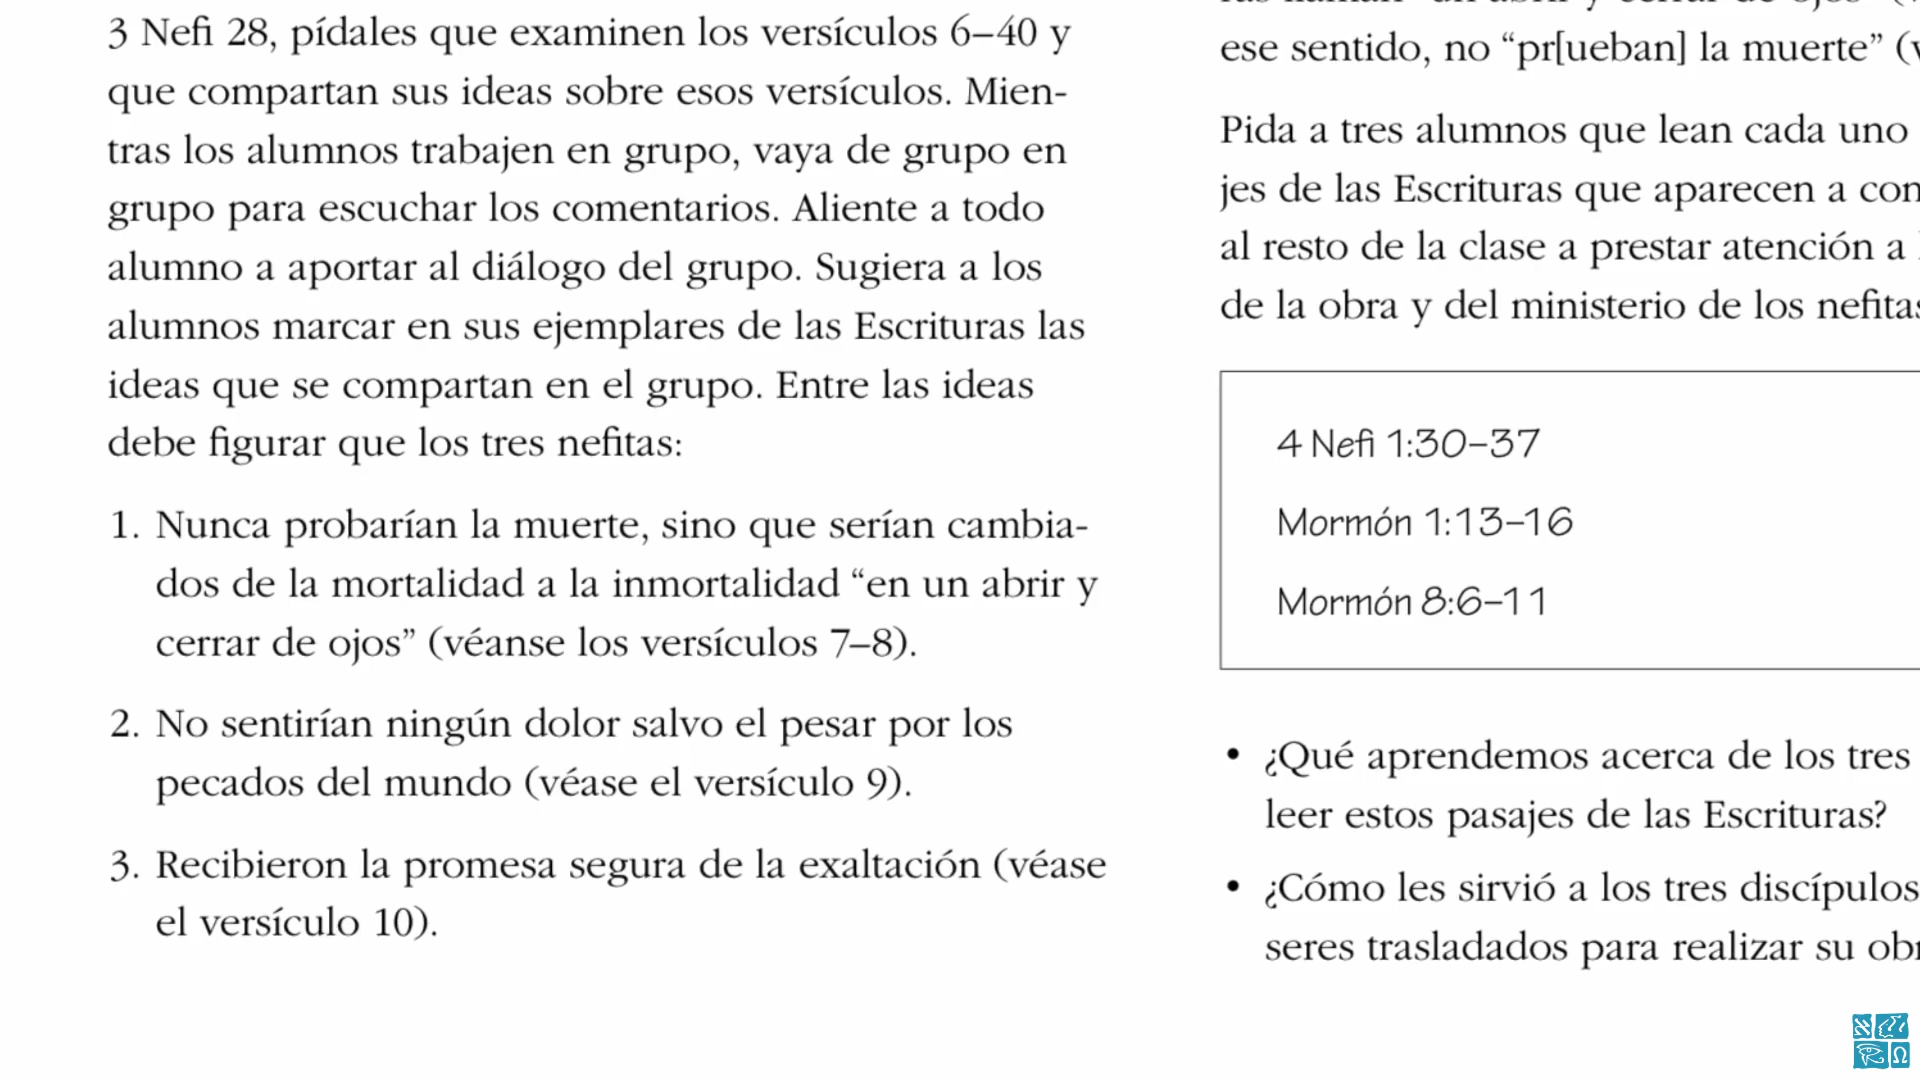 3 Nefi 28, pídales que examinen los versículos 6–40 y
que compartan sus ideas sobre esos versículos. Mien-
tras los alumnos trabajen en grupo, vaya de grupo en
grupo para escuchar los comentarios. Aliente a todo
alumno a aportar al diálogo del grupo. Sugiera a los
alumnos marcar en sus ejemplares de las Escrituras las
ideas que se compartan en el grupo. Entre las ideas
debe figurar que los tres nefitas:
1. Nunca probarían la muerte, sino que serían cambia-
dos de la mortalidad a la inmortalidad “en un abrir y
cerrar de ojos” (véanse los versículos 7–8).
2. No sentirían ningún dolor salvo el pesar por los
pecados del mundo (véase el versículo 9).
3. Recibieron la promesa segura de la exaltación (véase
el versículo 10).
ese sentido, no “pr[ueban] la muerte” (
Pida a tres alumnos que lean cada uno
jes de las Escrituras que aparecen a con
al resto de la clase a prestar atención a
de la obra y del ministerio de los nefitas
4 Nefi 1:30–37
Mormón 1:13–16
Mormón 8:6–11
• ¿Qué aprendemos acerca de los tres
leer estos pasajes de las Escrituras?
• ¿Cómo les sirvió a los tres discípulos
seres trasladados para realizar su obr